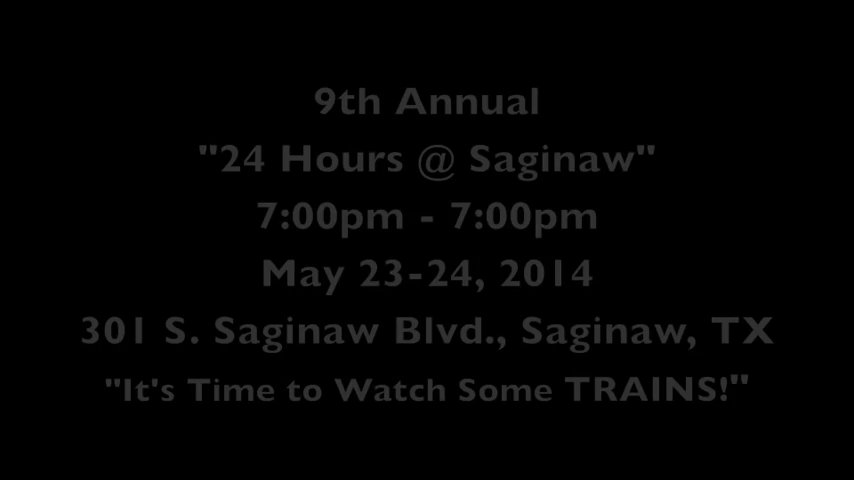 9th Annual
"24 Hours @ Saginaw"
7:00pm - 7:00pm
May 23-24, 2014
301 S. Saginaw Blvd., Saginaw, TX
"It's Time to Watch Some TRAINS!"